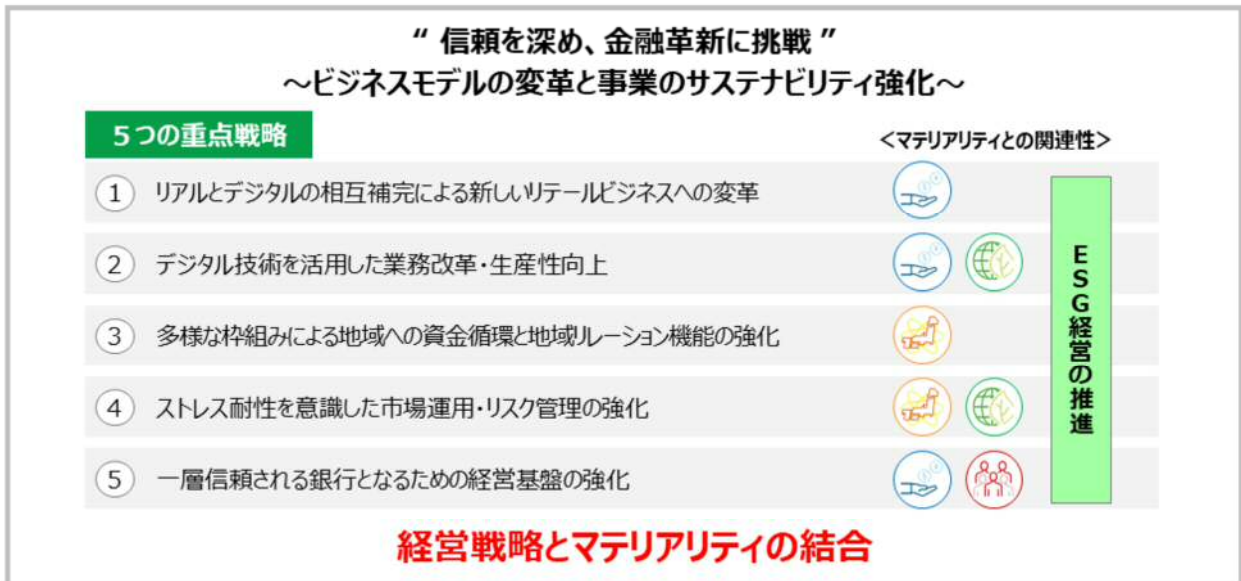 “ 信頼を深め、金融革新に挑戦 ”
～ビジネスモデルの変革と事業のサステナビリティ強化～
５つの重点戦略
＜マテリアリティとの関連性＞
1 リアルとデジタルの相互補完による新しいリテールビジネスへの変革
2 デジタル技術を活用した業務改革・生産性向上
3 多様な枠組みによる地域への資金循環と地域リレーション機能の強化
4 ストレス耐性を意識した市場運用・リスク管理の強化
5 一層信頼される銀行となるための経営基盤の強化
ESG経営の推進
経営戦略とマテリアリティの結合